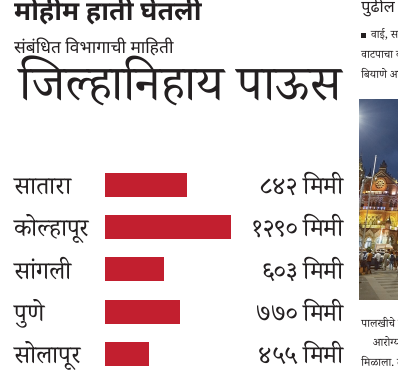 मोहीम हाती घेतली
संबंधित विभागाची माहिती
जिल्हानिहाय पाऊस
सातारा ८४२ मिमी
कोल्हापूर १२९० मिमी
सांगली ६०३ मिमी
पुणे ७७० मिमी
सोलापूर ४५५ मिमी
पुढील
▪ वाई, स
वाटपाचा
बियाणे अ
पालखीचे
आरोग्य
मिळाला.